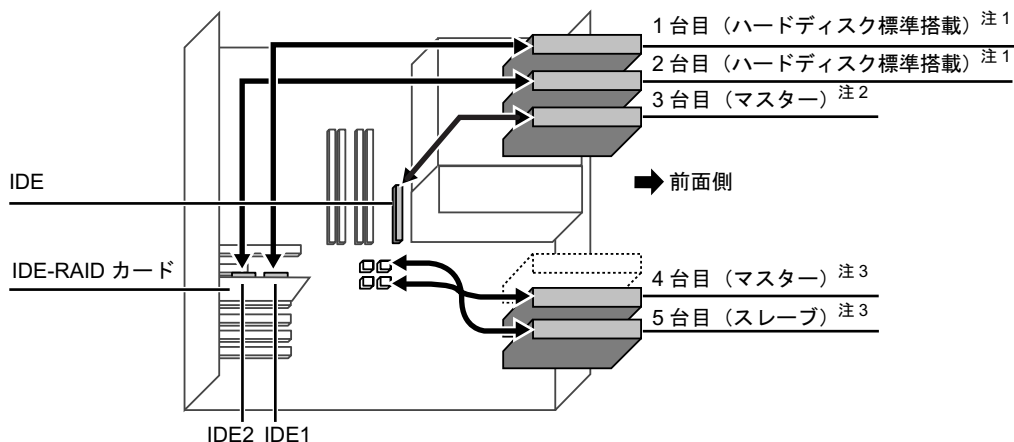 1 台目（ハードディスク標準搭載）注 1
2 台目（ハードディスク標準搭載）注 1
3 台目（マスター）注 2
IDE
前面側
IDE-RAID カード
4 台目（マスター）注 3
5 台目（スレーブ）注 3
IDE2 IDE1